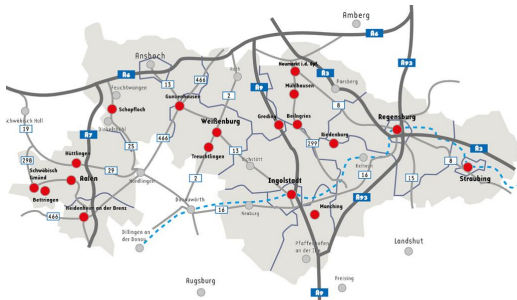 Amberg
A6
A93
Ansbach
A6
466
Roth
A9
Neumarkt i.d. Opf.
A3
Parsberg
13
2
Mühlhausen
Feuchtwangen
Gunzenhausen
8
Schopfloch
Regensburg
Schwäbisch Hall
Weißenburg
Greding
Beilngries
Dinkelsbühl
19
A7
466
Riedenburg
25
299
A3
Treuchtlingen
13
Hüttlingen
298
Eichstätt
Kelheim
8
29
16
Schwäbisch
Gmünd
Aalen
Nördlingen
2
15
Straubing
Bettringen
Ingolstadt
Donauwörth
A93
466
Heidenheim an der Brenz
16
Neuburg
Manching
Dillingen an
der Donau
Pfaffenhofen
an der Ilm
Landshut
Augsburg
Freising
A9